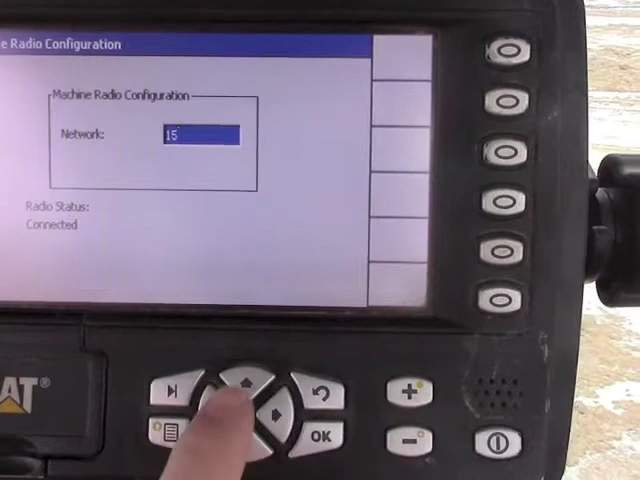 e Radio Configuration
Machine Radio Configuration
Network: 15
Radio Status:
Connected
AT®
OK